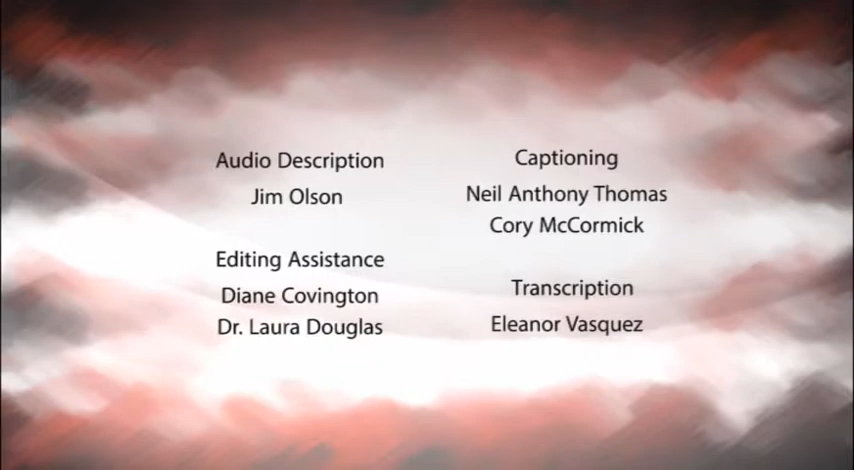 Audio Description
Jim Olson
Editing Assistance
Diane Covington
Dr. Laura Douglas
Captioning
Neil Anthony Thomas
Cory McCormick
Transcription
Eleanor Vasquez